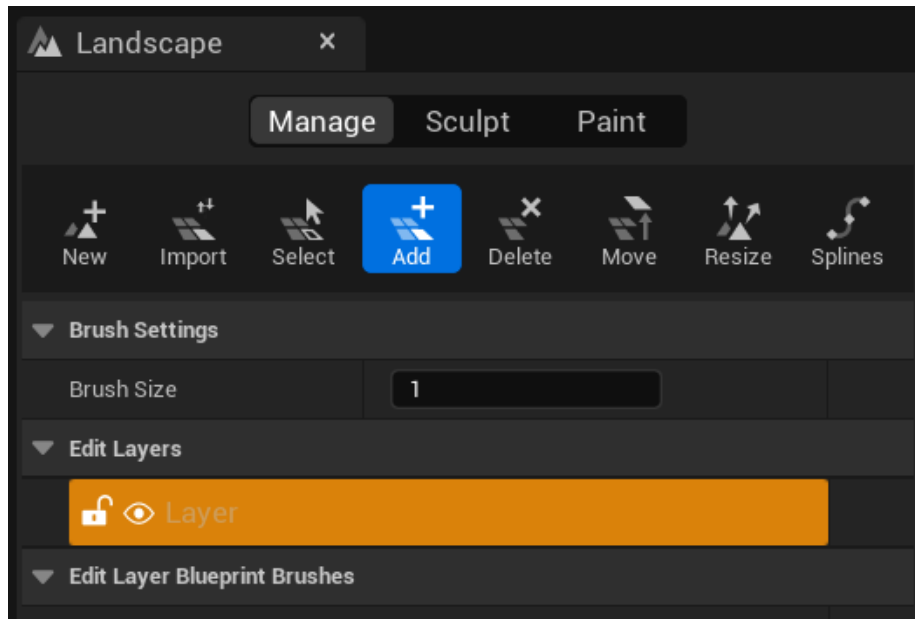 Landscape
Manage Sculpt Paint
New Import Select Add Delete Move Resize Splines
Brush Settings
Brush Size 1
Edit Layers
Layer
Edit Layer Blueprint Brushes